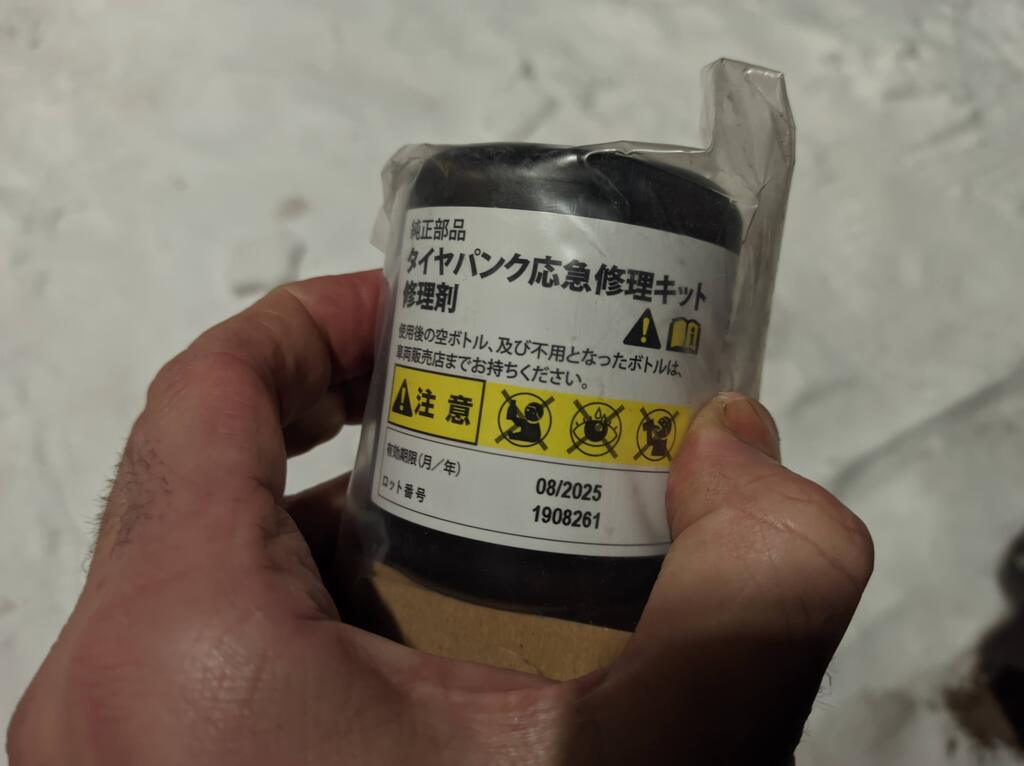 純正部品
タイヤパンク応急修理キット
修理剤
使用後の空ボトル、及び不用となったボトルは、
車両販売店までお持ちください。
注意
有効期限(月／年)
08/2025
ロット番号
1908261